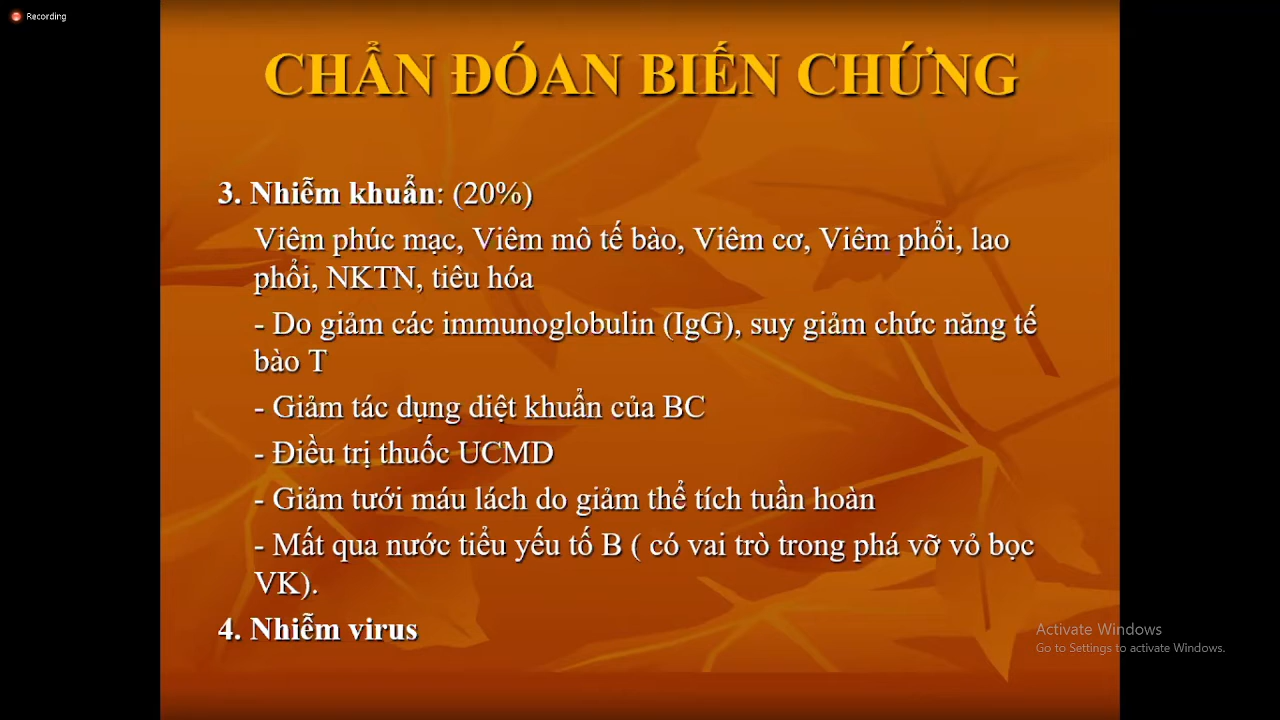 Recording
CHẨN ĐÓAN BIẾN CHỨNG
3. Nhiễm khuẩn: (20%)
Viêm phúc mạc, Viêm mô tế bào, Viêm cơ, Viêm phổi, lao
phổi, NKTN, tiêu hóa
- Do giảm các immunoglobulin (IgG), suy giảm chức năng tế
bào T
- Giảm tác dụng diệt khuẩn của BC
- Điều trị thuốc UCMD
- Giảm tưới máu lách do giảm thể tích tuần hoàn
- Mất qua nước tiểu yếu tố B ( có vai trò trong phá vỡ vỏ bọc
VK).
4. Nhiễm virus
Activate Windows
Go to Settings to activate Windows.